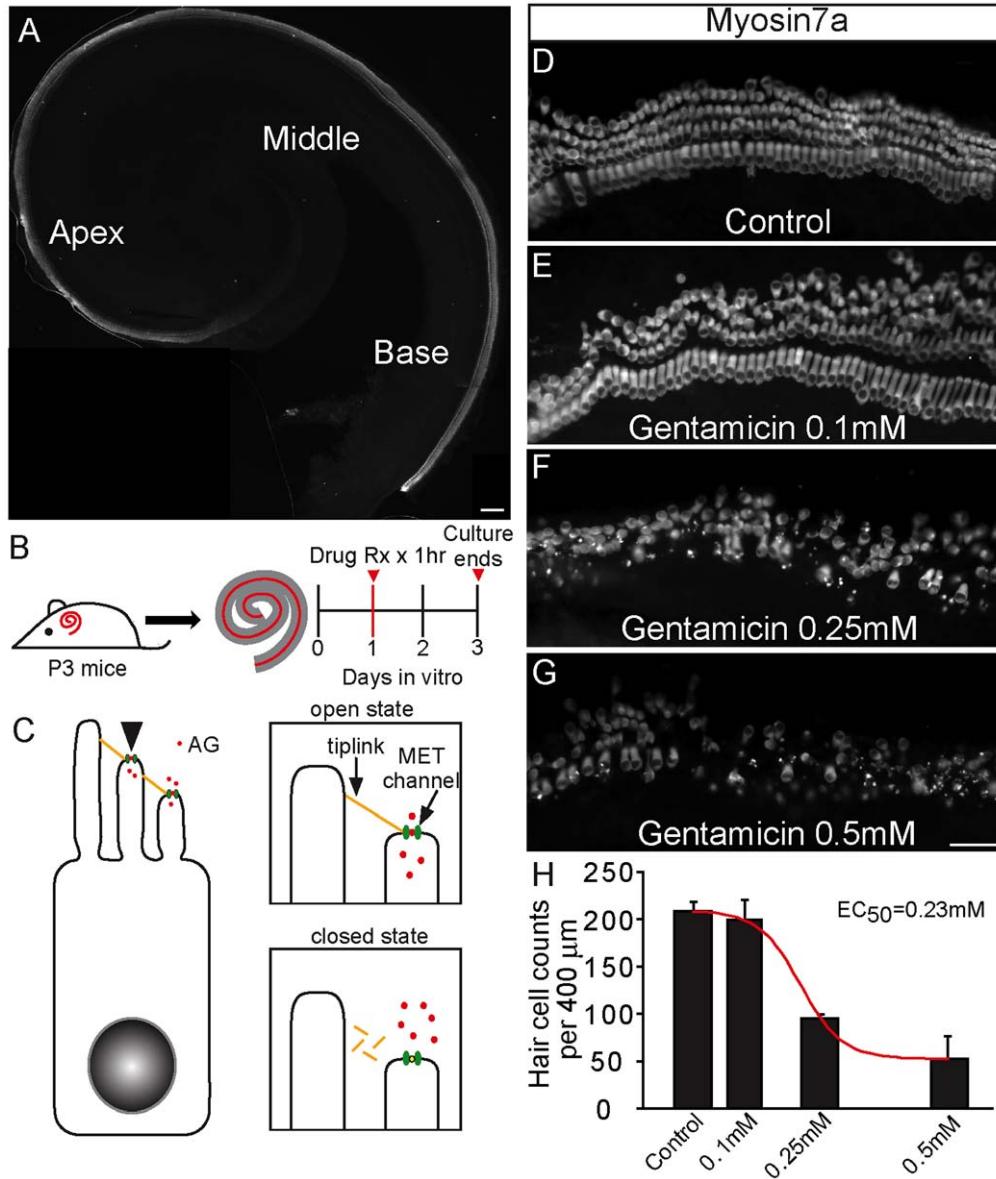 A
Middle
Apex
Base
B
Drug Rx x 1hr
Culture
ends
P3 mice
0
1
2
3
Days in vitro
C
AG
open state
tiplink
MET
channel
closed state
Myosin7a
D
Control
E
Gentamicin 0.1mM
F
Gentamicin 0.25mM
G
Gentamicin 0.5mM
H
Hair cell counts
per 400 μm
250
200
150
100
50
0
EC50=0.23mM
Control
0.1mM
0.25mM
0.5mM